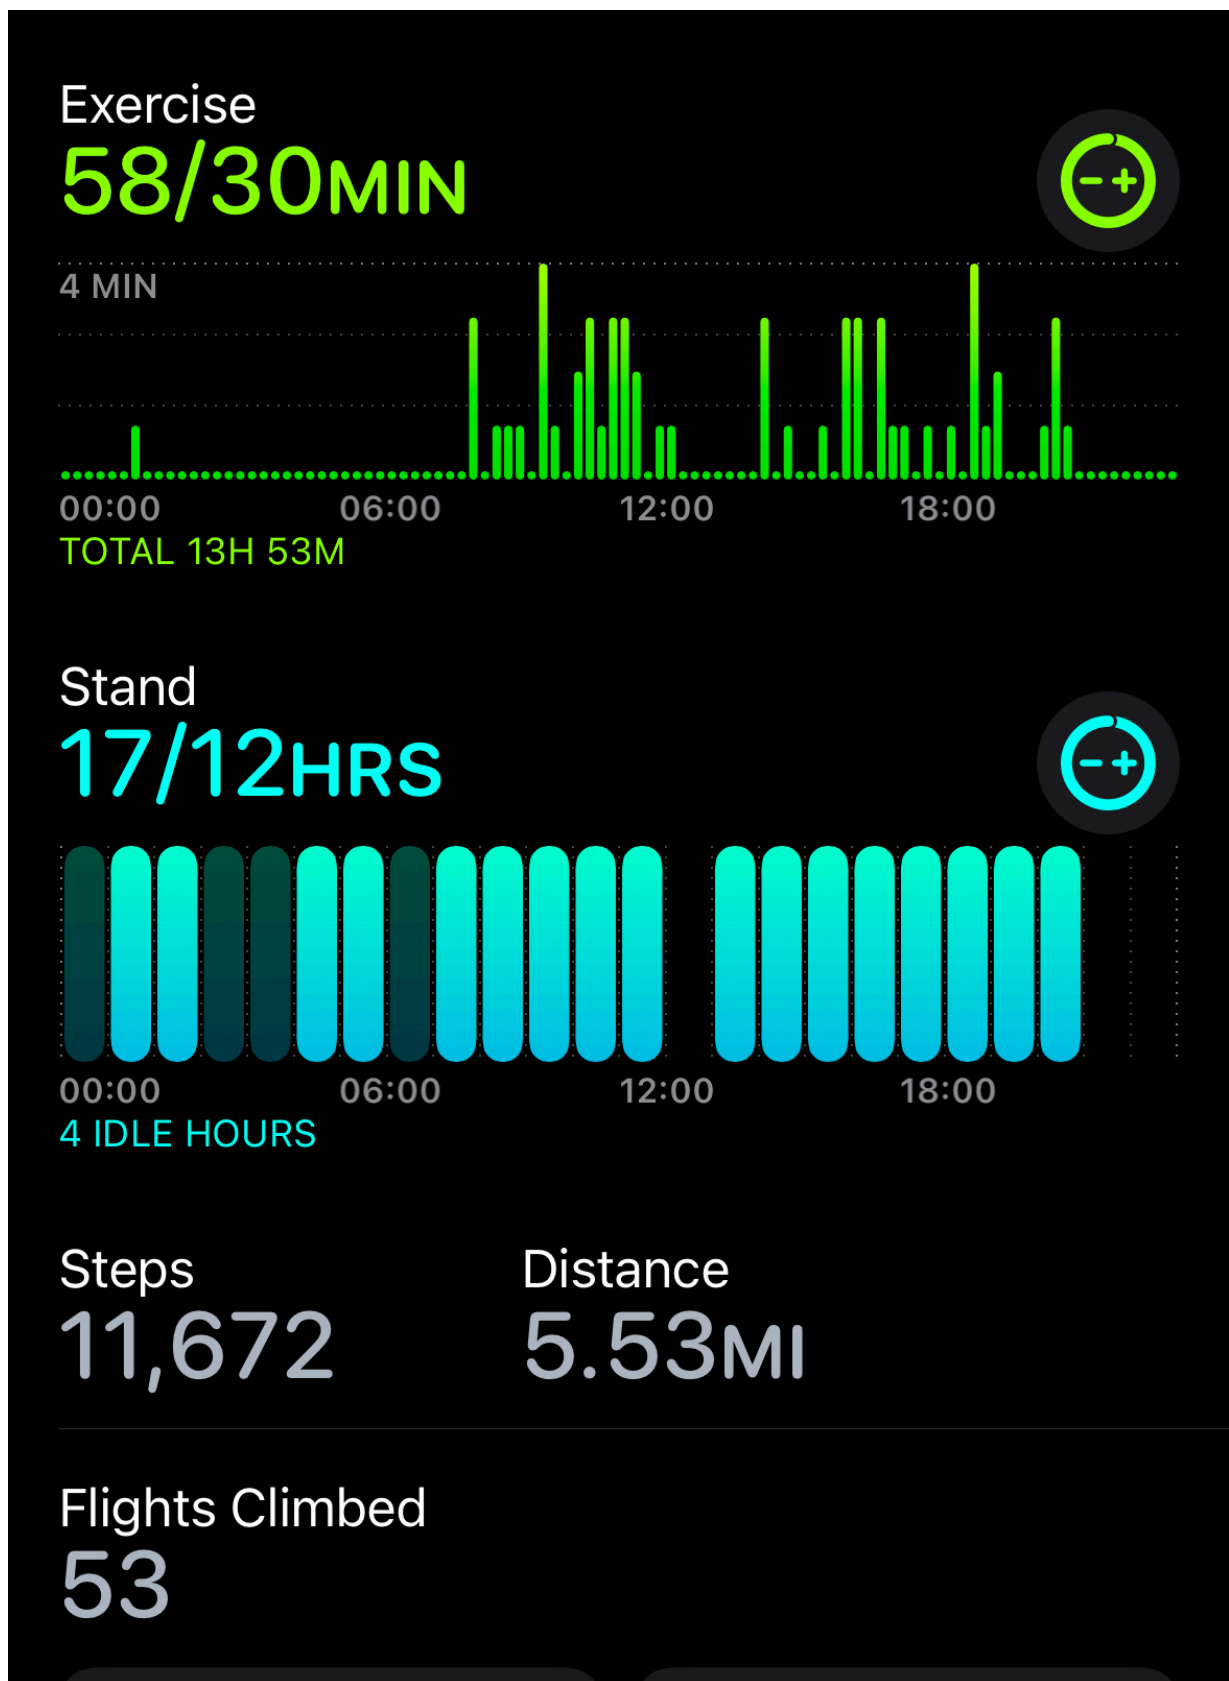 Exercise
58/30MIN
4 MIN
00:00 06:00 12:00 18:00
TOTAL 13H 53M
Stand
17/12HRS
00:00 06:00 12:00 18:00
4 IDLE HOURS
Steps Distance
11,672 5.53MI
Flights Climbed
53